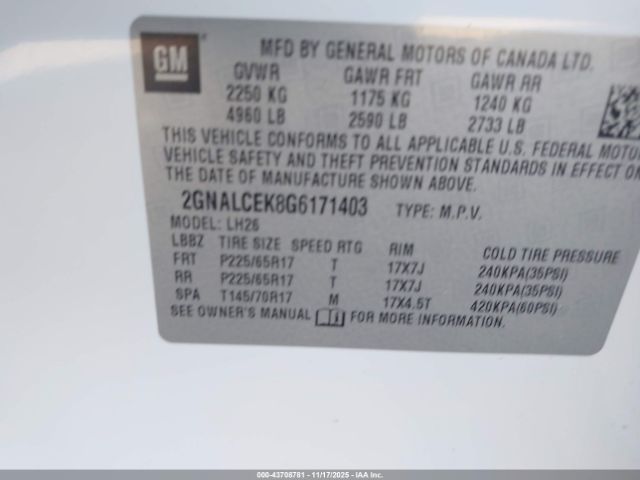 GM
MFD BY GENERAL MOTORS OF CANADA LTD.
GVWR GAWR FRT GAWR RR
2250 KG 1175 KG 1240 KG
4960 LB 2590 LB 2733 LB
THIS VEHICLE CONFORMS TO ALL APPLICABLE U.S. FEDERAL MOTOR
VEHICLE SAFETY AND THEFT PREVENTION STANDARDS IN EFFECT ON
THE DATE OF MANUFACTURE SHOWN ABOVE.
2GNALCEK8G6171403 TYPE: M.P.V.
MODEL: LH26
LBBZ TIRE SIZE SPEED RTG RIM COLD TIRE PRESSURE
FRT P225/65R17 T 17X7J 240KPA(35PSI)
RR P225/65R17 T 17X7J 240KPA(35PSI)
SPA T145/70R17 M 17X4.5T 420KPA(60PSI)
SEE OWNER'S MANUAL FOR MORE INFORMATION.
000-43708781 - 11/17/2025 - IAAI.com